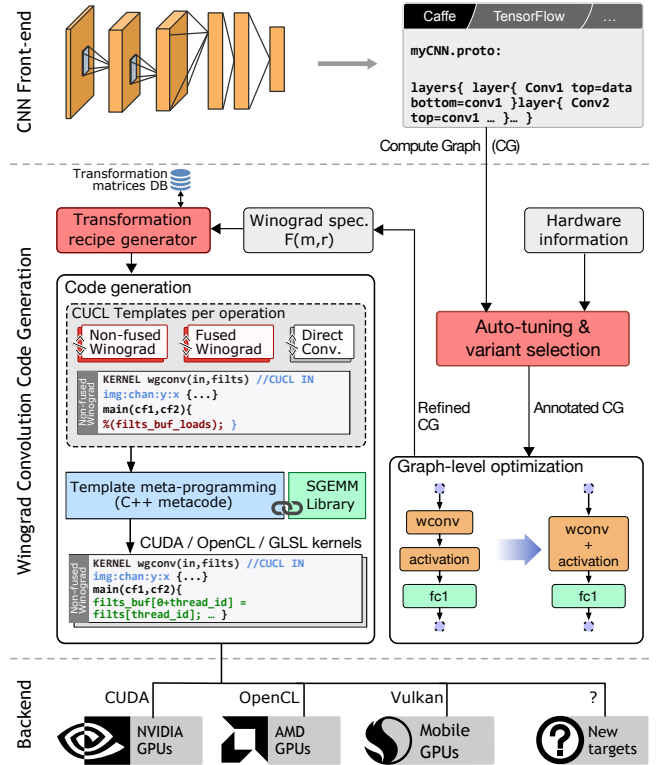 CNN Front-end
Caffe
TensorFlow
...
myCNN.proto:
layers{ layer{ Conv1 top=data
bottom=conv1 }layer{ Conv2
top=conv1 … }… }
Compute Graph (CG)
Winograd Convolution Code Generation
Transformation
matrices DB
Transformation
recipe generator
Winograd spec.
F(m,r)
Hardware
information
Code generation
CUCL Templates per operation
Non-fused
Winograd
Fused
Winograd
Direct
Conv.
Non-fused
Winograd
KERNEL wgconv(in,filts) //CUCL IN
img:chan:y:x {...}
main(cf1,cf2){
%(filts_buf_loads); }
Auto-tuning &
variant selection
Refined
CG
Annotated CG
Template meta-programming
(C++ metacode)
SGEMM
Library
CUDA / OpenCL / GLSL kernels
Non-fused
Winograd
KERNEL wgconv(in,filts) //CUCL IN
img:chan:y:x {...}
main(cf1,cf2){
filts_buf[0+thread_id] =
filts[thread_id]; … }
Graph-level optimization
wconv
activation
fc1
wconv
+
activation
fc1
Backend
CUDA
OpenCL
Vulkan
?
NVIDIA
GPUs
AMD
GPUs
Mobile
GPUs
?
New
targets